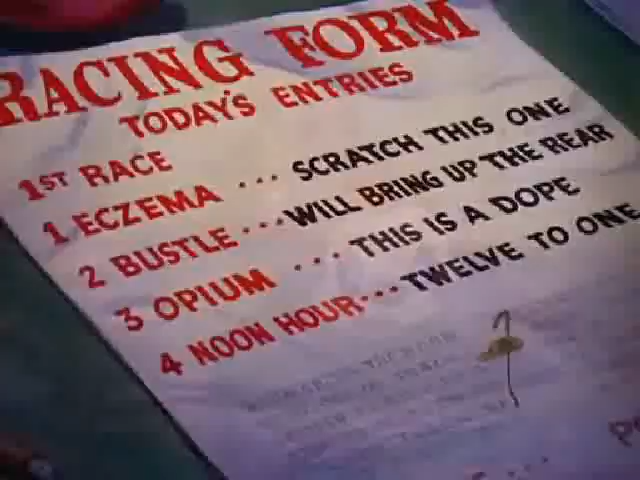 RACING FORM
TODAY'S ENTRIES
1ST RACE
1 ECZEMA ... SCRATCH THIS ONE
2 BUSTLE ... WILL BRING UP THE REAR
3 OPIUM ... THIS IS A DOPE
4 NOON HOUR... TWELVE TO ONE